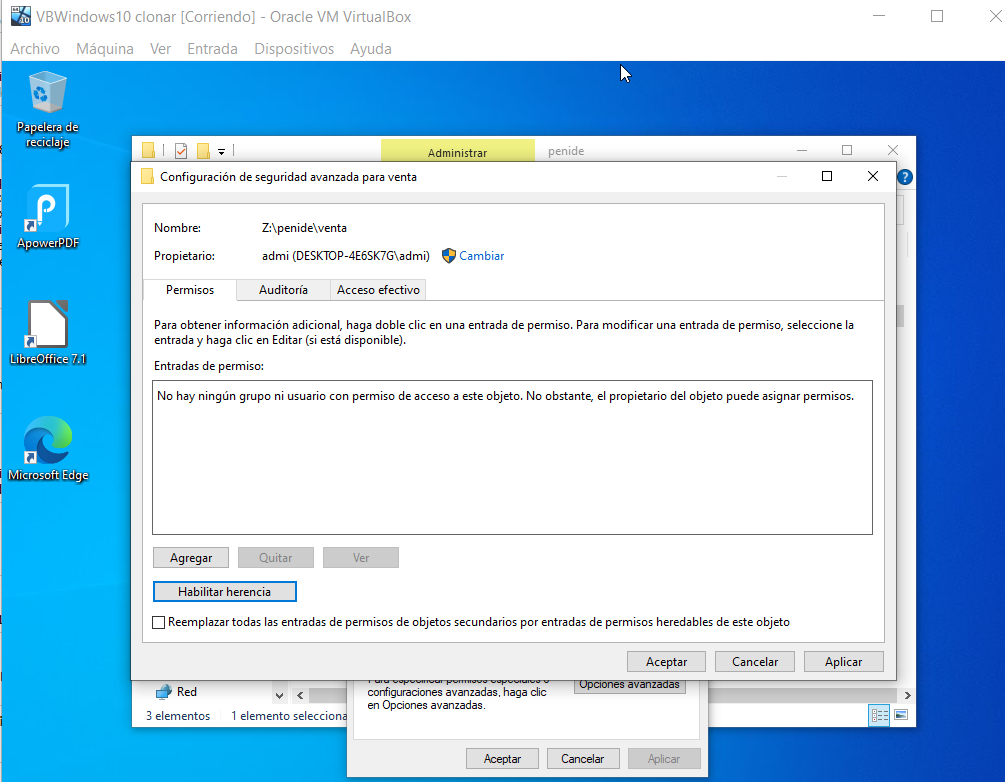 VBWindows10 clonar [Corriendo] - Oracle VM VirtualBox
Archivo Máquina Ver Entrada Dispositivos Ayuda
Papelera de
reciclaje
ApowerPDF
LibreOffice 7.1
Microsoft Edge
Administrar penide
Configuración de seguridad avanzada para venta
Nombre: Z:\penide\venta
Propietario: admi (DESKTOP-4E6SK7G\admi) Cambiar
Permisos Auditoría Acceso efectivo
Para obtener información adicional, haga doble clic en una entrada de permiso. Para modificar una entrada de permiso, seleccione la
entrada y haga clic en Editar (si está disponible).
Entradas de permiso:
No hay ningún grupo ni usuario con permiso de acceso a este objeto. No obstante, el propietario del objeto puede asignar permisos.
Agregar Quitar Ver
Habilitar herencia
Reemplazar todas las entradas de permisos de objetos secundarios por entradas de permisos heredables de este objeto
Aceptar Cancelar Aplicar
Red
3 elementos 1 elemento selecciona
Para especificar permisos especiales o
configuraciones avanzadas, haga clic
en Opciones avanzadas.
Opciones avanzadas
Aceptar Cancelar Aplicar